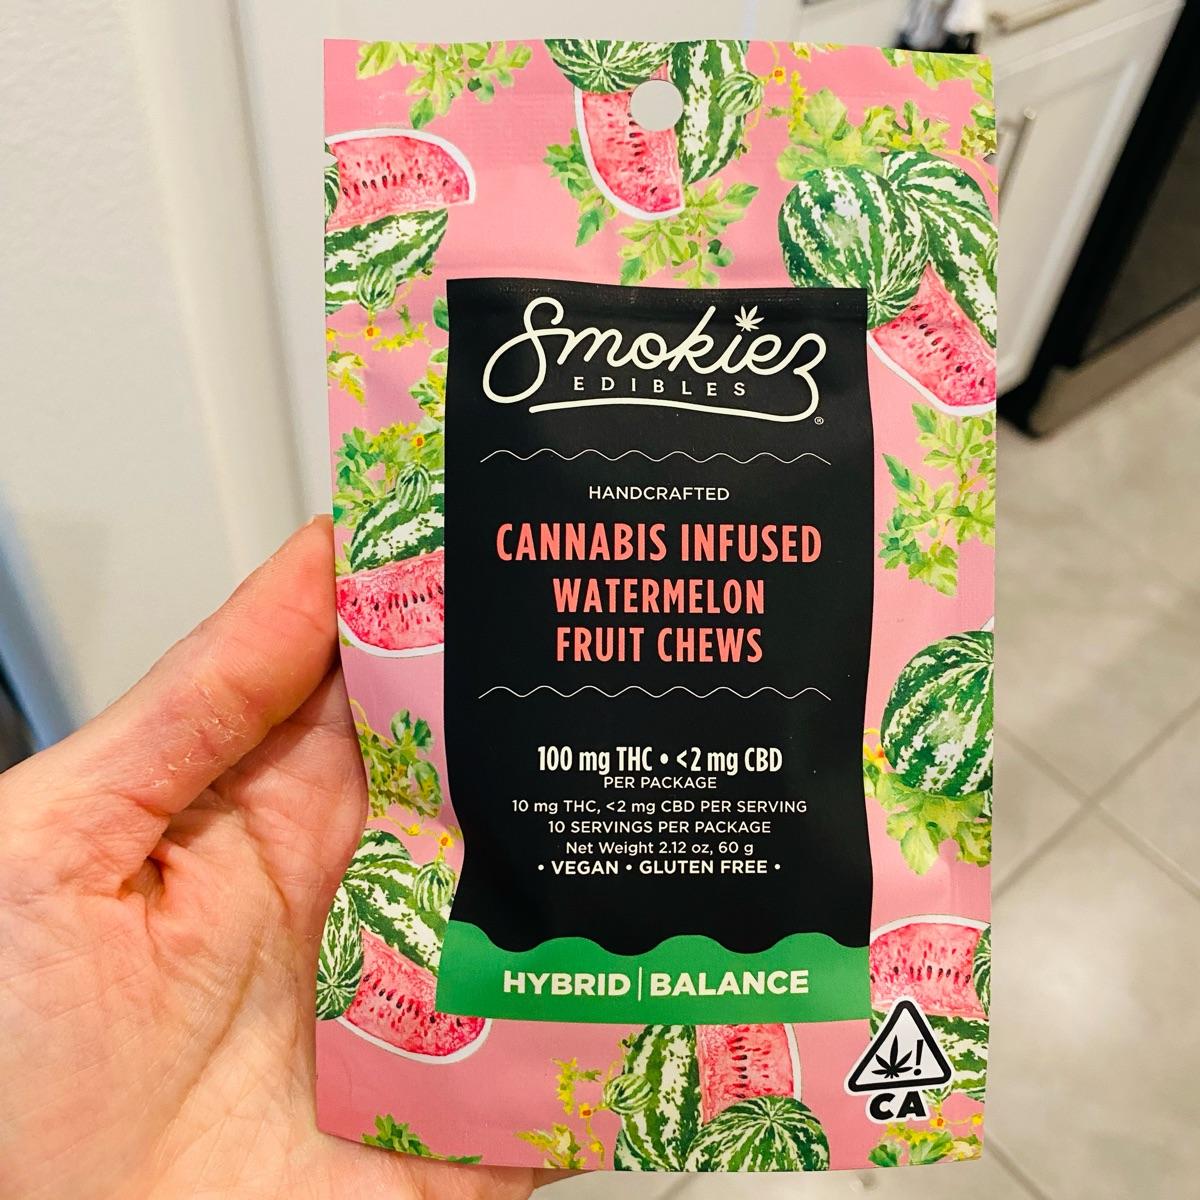 Smokiez
EDIBLES
®
HANDCRAFTED
CANNABIS INFUSED
WATERMELON
FRUIT CHEWS
100 mg THC • <2 mg CBD
PER PACKAGE
10 mg THC, <2 mg CBD PER SERVING
10 SERVINGS PER PACKAGE
Net Weight 2.12 oz, 60 g
• VEGAN • GLUTEN FREE •
HYBRID | BALANCE
!
CA